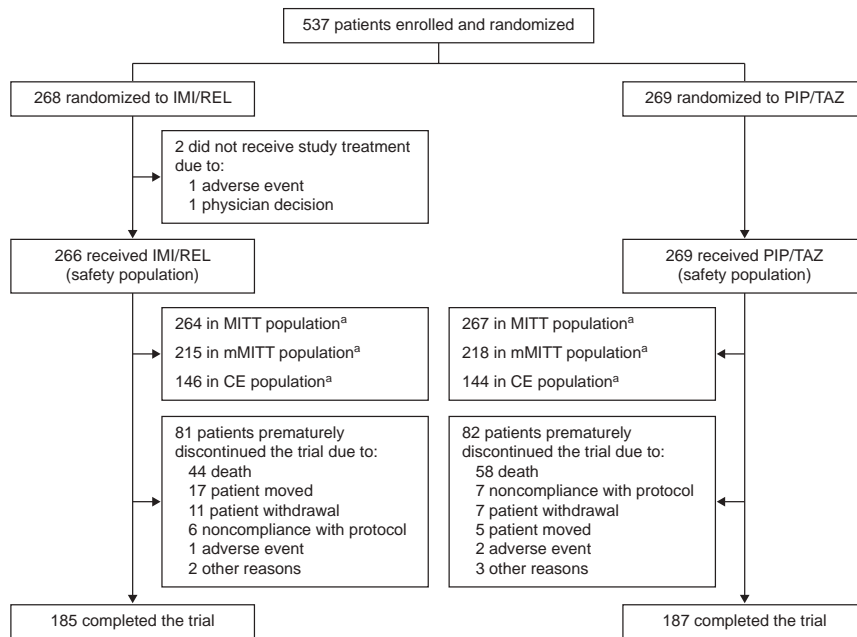 537 patients enrolled and randomized
268 randomized to IMI/REL
269 randomized to PIP/TAZ
2 did not receive study treatment
due to:
1 adverse event
1 physician decision
266 received IMI/REL
(safety population)
269 received PIP/TAZ
(safety population)
264 in MITT populationᵃ
215 in mMITT populationᵃ
146 in CE populationᵃ
267 in MITT populationᵃ
218 in mMITT populationᵃ
144 in CE populationᵃ
81 patients prematurely
discontinued the trial due to:
44 death
17 patient moved
11 patient withdrawal
6 noncompliance with protocol
1 adverse event
2 other reasons
82 patients prematurely
discontinued the trial due to:
58 death
7 noncompliance with protocol
7 patient withdrawal
5 patient moved
2 adverse event
3 other reasons
185 completed the trial
187 completed the trial